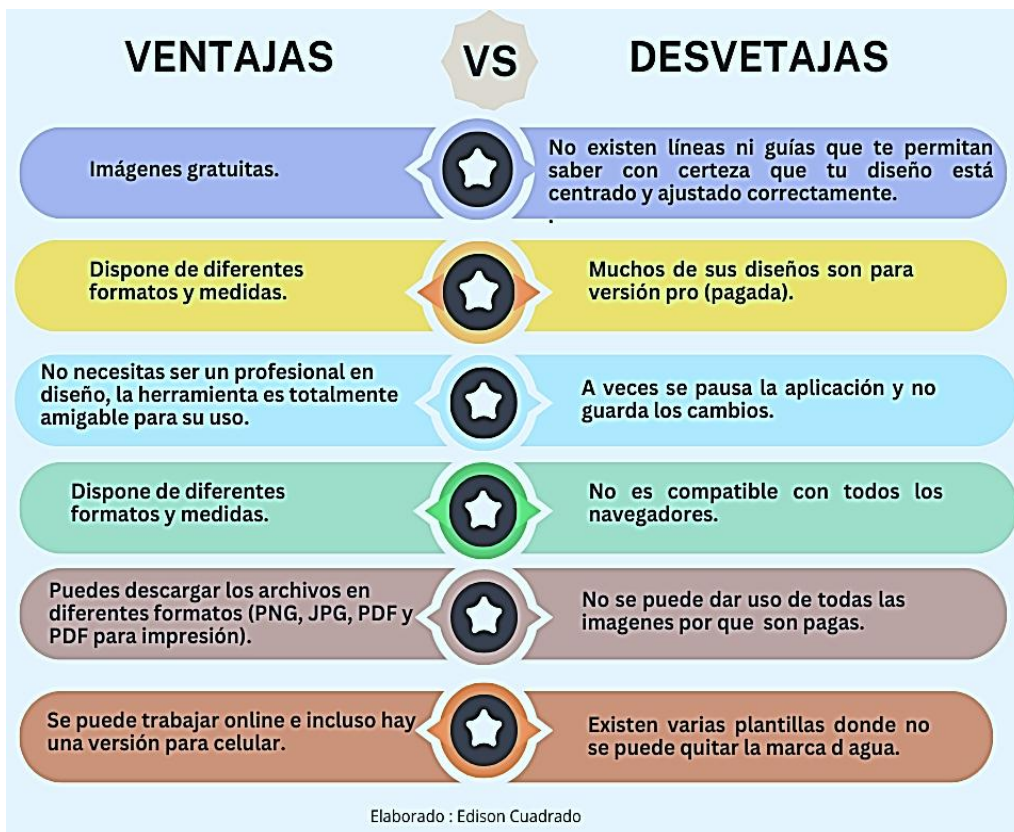 VENTAJAS VS DESVETAJAS
Imágenes gratuitas.
No existen líneas ni guías que te permitan
saber con certeza que tu diseño está
centrado y ajustado correctamente.
.
Dispone de diferentes
formatos y medidas.
Muchos de sus diseños son para
versión pro (pagada).
No necesitas ser un profesional en
diseño, la herramienta es totalmente
amigable para su uso.
A veces se pausa la aplicación y no
guarda los cambios.
Dispone de diferentes
formatos y medidas.
No es compatible con todos los
navegadores.
Puedes descargar los archivos en
diferentes formatos (PNG, JPG, PDF y
PDF para impresión).
No se puede dar uso de todas las
imagenes por que son pagas.
Se puede trabajar online e incluso hay
una versión para celular.
Existen varias plantillas donde no
se puede quitar la marca d agua.
Elaborado : Edison Cuadrado